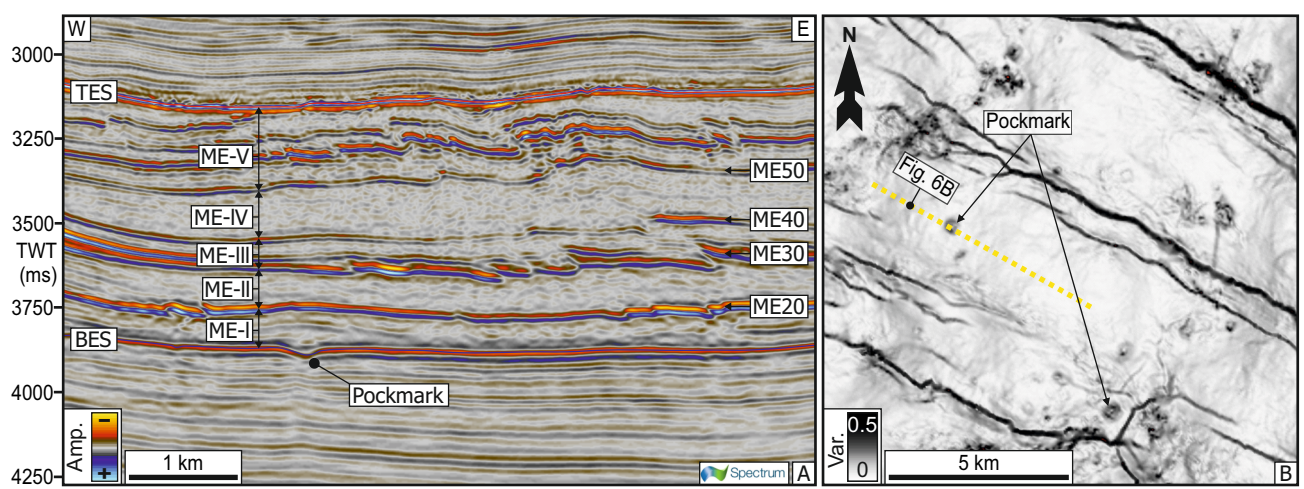 W
E
3000
TES
3250
ME-V
ME50
ME-IV
3500
ME40
TWT
(ms)
ME-III
ME30
ME-II
3750
ME20
ME-I
BES
4000
Pockmark
Amp.
-
+
1 km
4250
Spectrum
A
N
Pockmark
Fig. 6B
Var.
0.5
0
5 km
B